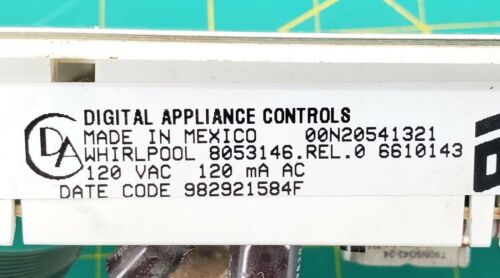 DIGITAL APPLIANCE CONTROLS
DA
MADE IN MEXICO 00N20541321
WHIRLPOOL 8053146.REL.0 6610143
120 VAC 120 mA AC
DATE CODE 982921584F